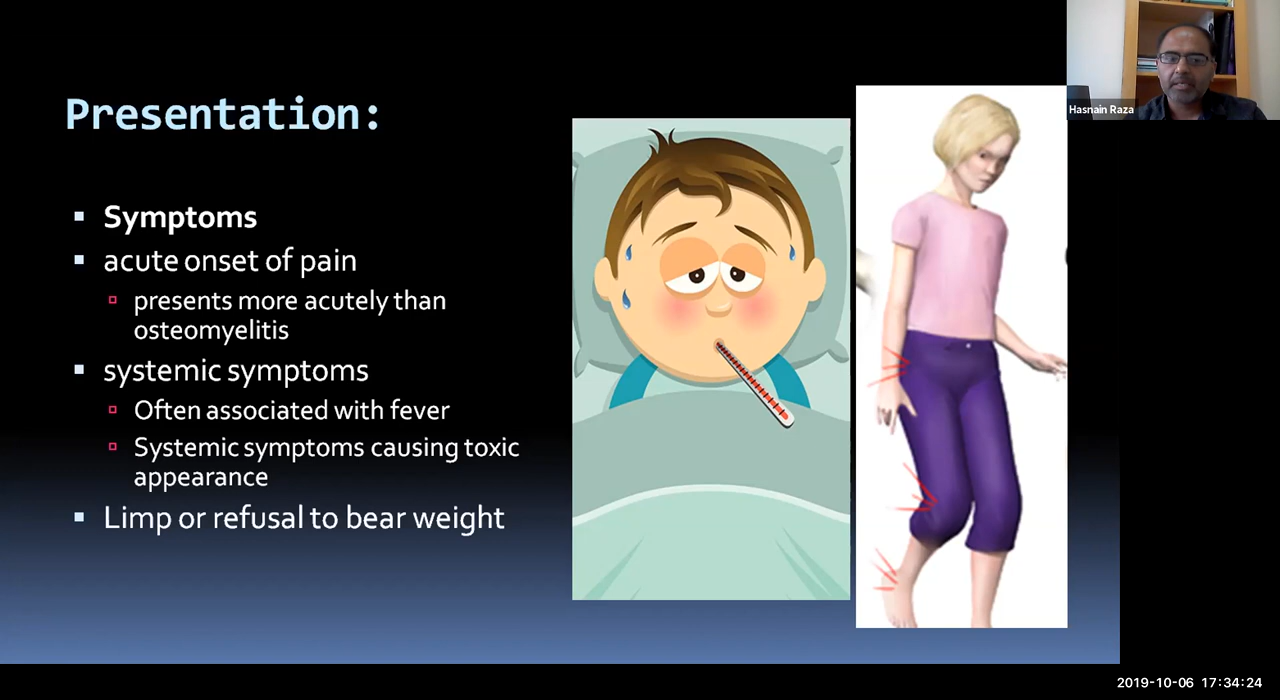 Presentation:
Symptoms
acute onset of pain
presents more acutely than
osteomyelitis
systemic symptoms
Often associated with fever
Systemic symptoms causing toxic
appearance
Limp or refusal to bear weight
Hasnain Raza
2019-10-06 17:34:24